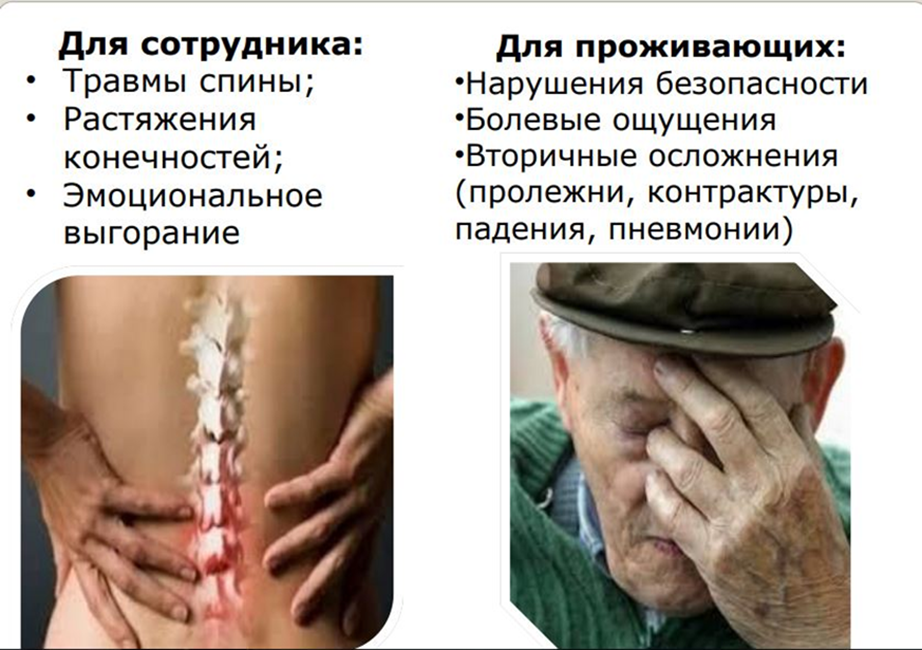 Для сотрудника:
• Травмы спины;
• Растяжения
конечностей;
• Эмоциональное
выгорание
Для проживающих:
•Нарушения безопасности
•Болевые ощущения
•Вторичные осложнения
(пролежни, контрактуры,
падения, пневмонии)